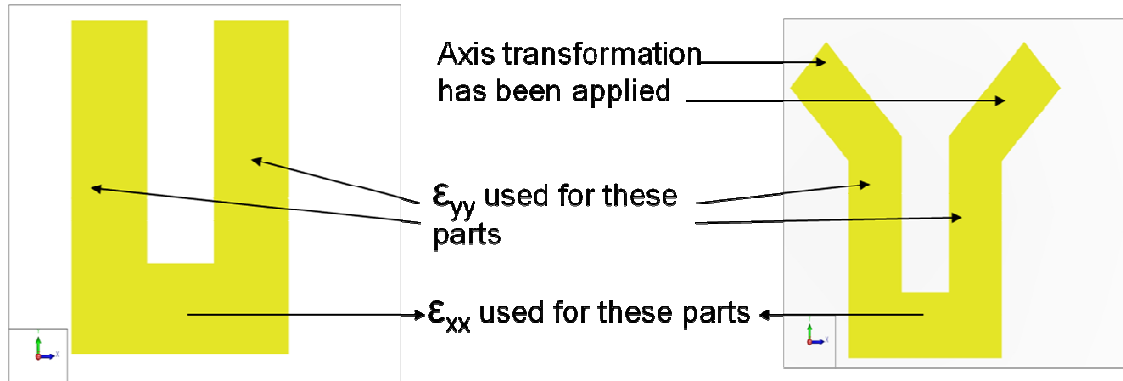 Axis transformation
has been applied
εyy used for these
parts
εxx used for these parts
x
x